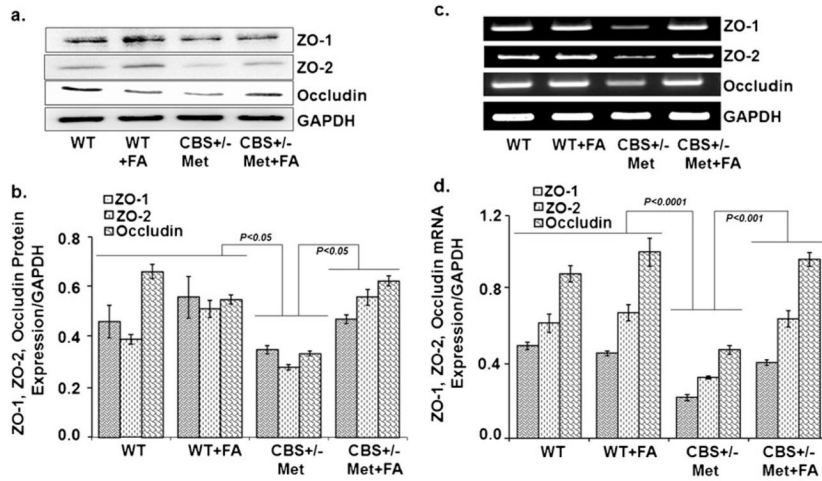 a.
ZO-1
ZO-2
Occludin
GAPDH
WT
WT
+FA
CBS+/-
Met
CBS+/-
Met+FA
b.
ZO-1
ZO-2
Occludin
P<0.05
P<0.05
ZO-1, ZO-2, Occludin Protein
Expression/GAPDH
0.8
0.6
0.4
0.2
0.0
WT
WT+FA
CBS+/-
Met
CBS+/-
Met+FA
c.
ZO-1
ZO-2
Occludin
GAPDH
WT
WT+FA
CBS+/-
Met
CBS+/-
Met+FA
d.
ZO-1
ZO-2
Occludin
P<0.0001
P<0.001
ZO-1, ZO-2, Occludin mRNA
Expression/GAPDH
1.2
0.8
0.4
0.0
WT
WT+FA
CBS+/-
Met
CBS+/-
Met+FA